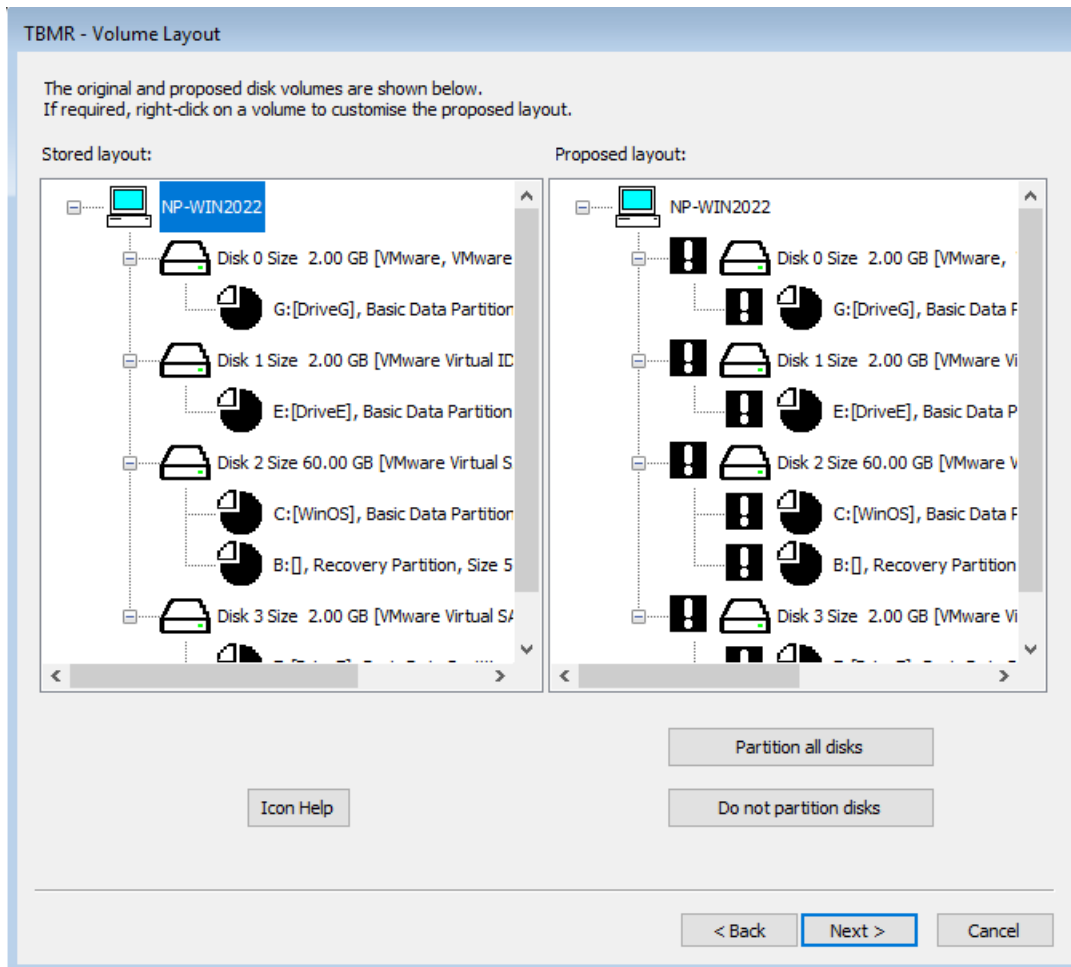 TBMR - Volume Layout
The original and proposed disk volumes are shown below.
If required, right-click on a volume to customise the proposed layout.
Stored layout:
NP-WIN2022
Disk 0 Size 2.00 GB [VMware, VMware
G:[DriveG], Basic Data Partition
Disk 1 Size 2.00 GB [VMware Virtual ID
E:[DriveE], Basic Data Partition
Disk 2 Size 60.00 GB [VMware Virtual S
C:[WinOS], Basic Data Partition
B:[], Recovery Partition, Size 5
Disk 3 Size 2.00 GB [VMware Virtual SA
Proposed layout:
NP-WIN2022
Disk 0 Size 2.00 GB [VMware,
G:[DriveG], Basic Data P
Disk 1 Size 2.00 GB [VMware Vi
E:[DriveE], Basic Data P
Disk 2 Size 60.00 GB [VMware V
C:[WinOS], Basic Data P
B:[], Recovery Partition
Disk 3 Size 2.00 GB [VMware Vi
Partition all disks
Icon Help
Do not partition disks
< Back
Next >
Cancel